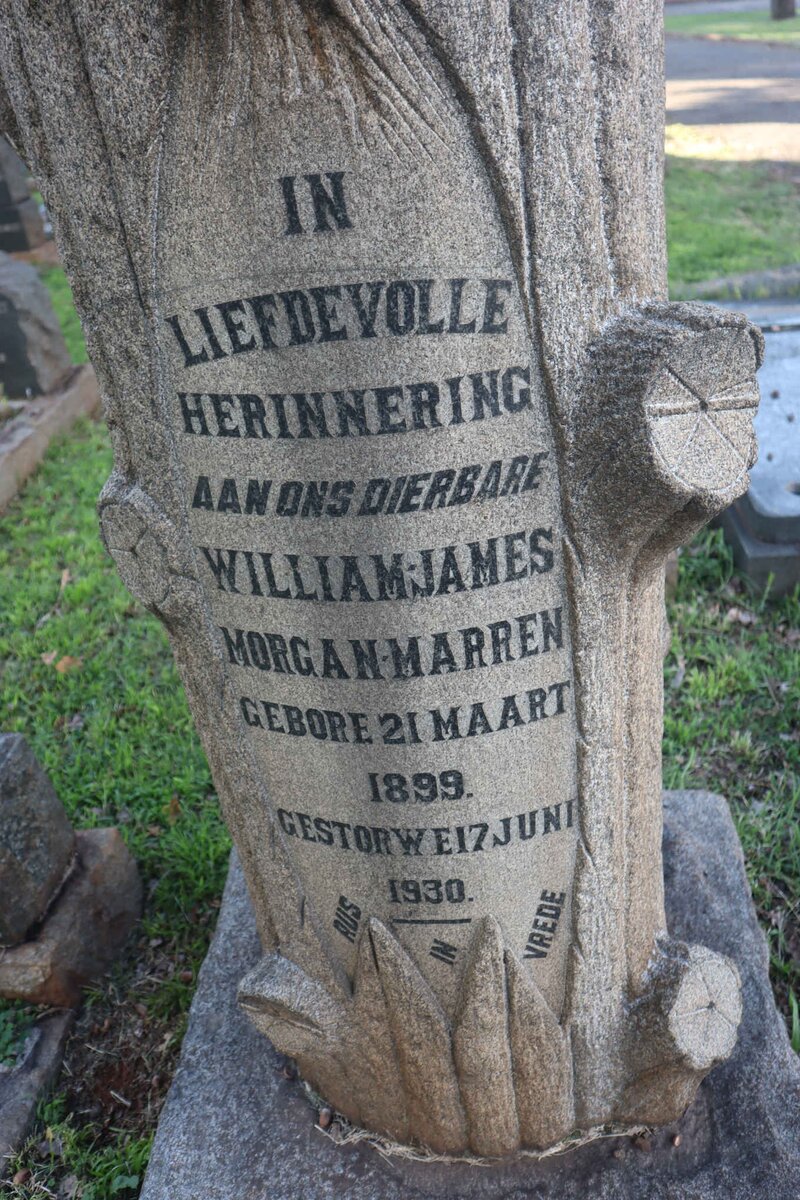 IN
LIEFDEVOLLE
HERINNERING
AAN ONS DIERBARE
WILLIAM·JAMES
MORGAN·MARREN
GEBORE 21 MAART
1899.
GESTORWE 17 JUNI
1930.
RUS IN VREDE